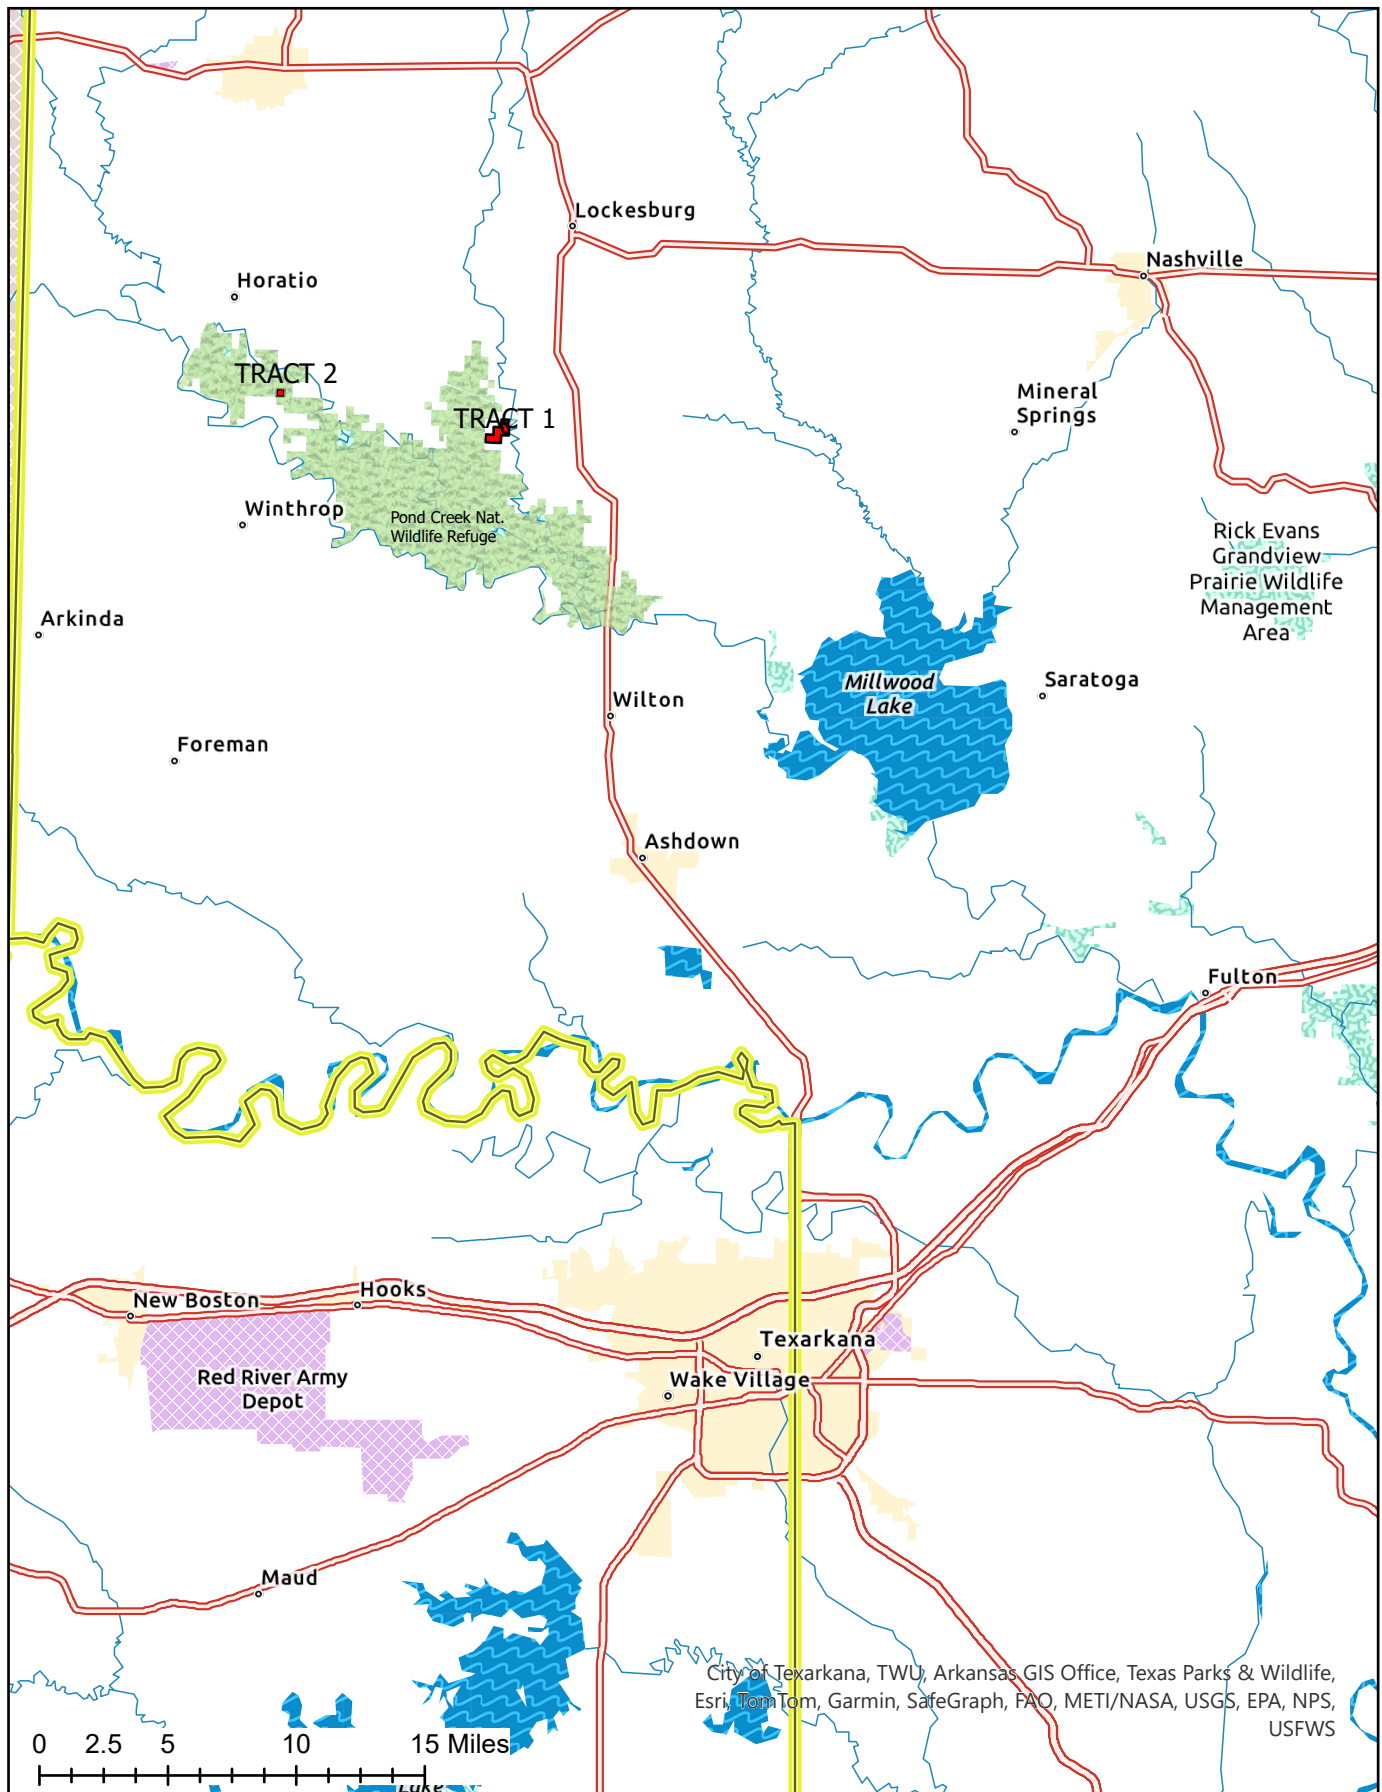 Lockesburg
Nashville
Horatio
TRACT 2
Mineral
Springs
TRACT 1
Winthrop
Pond Creek Nat.
Wildlife Refuge
Rick Evans
Grandview
Prairie Wildlife
Management
Area
Arkinda
Millwood
Lake
Saratoga
Wilton
Foreman
Ashdown
Fulton
Hooks
New Boston
Texarkana
Wake Village
Red River Army
Depot
Maud
City of Texarkana, TWU, Arkansas GIS Office, Texas Parks & Wildlife,
Esri, TomTom, Garmin, SafeGraph, FAO, METI/NASA, USGS, EPA, NPS,
USFWS
0 2.5 5 10 15 Miles
Lake